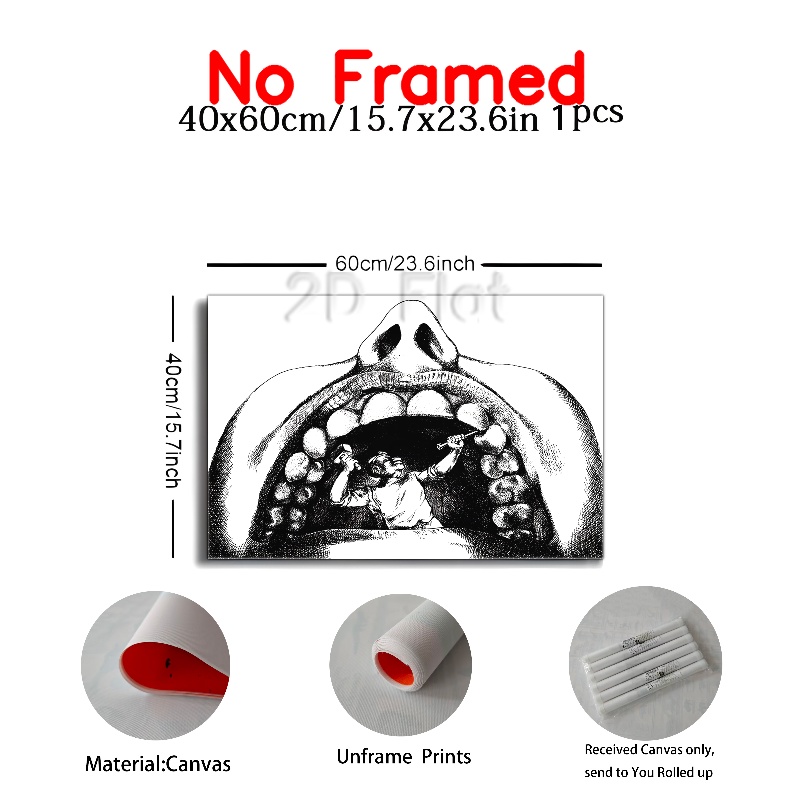 No Framed
40x60cm/15.7x23.6in 1pcs
60cm/23.6inch
2D Flat
40cm/15.7inch
Material:Canvas
Unframe Prints
Received Canvas only,
send to You Rolled up